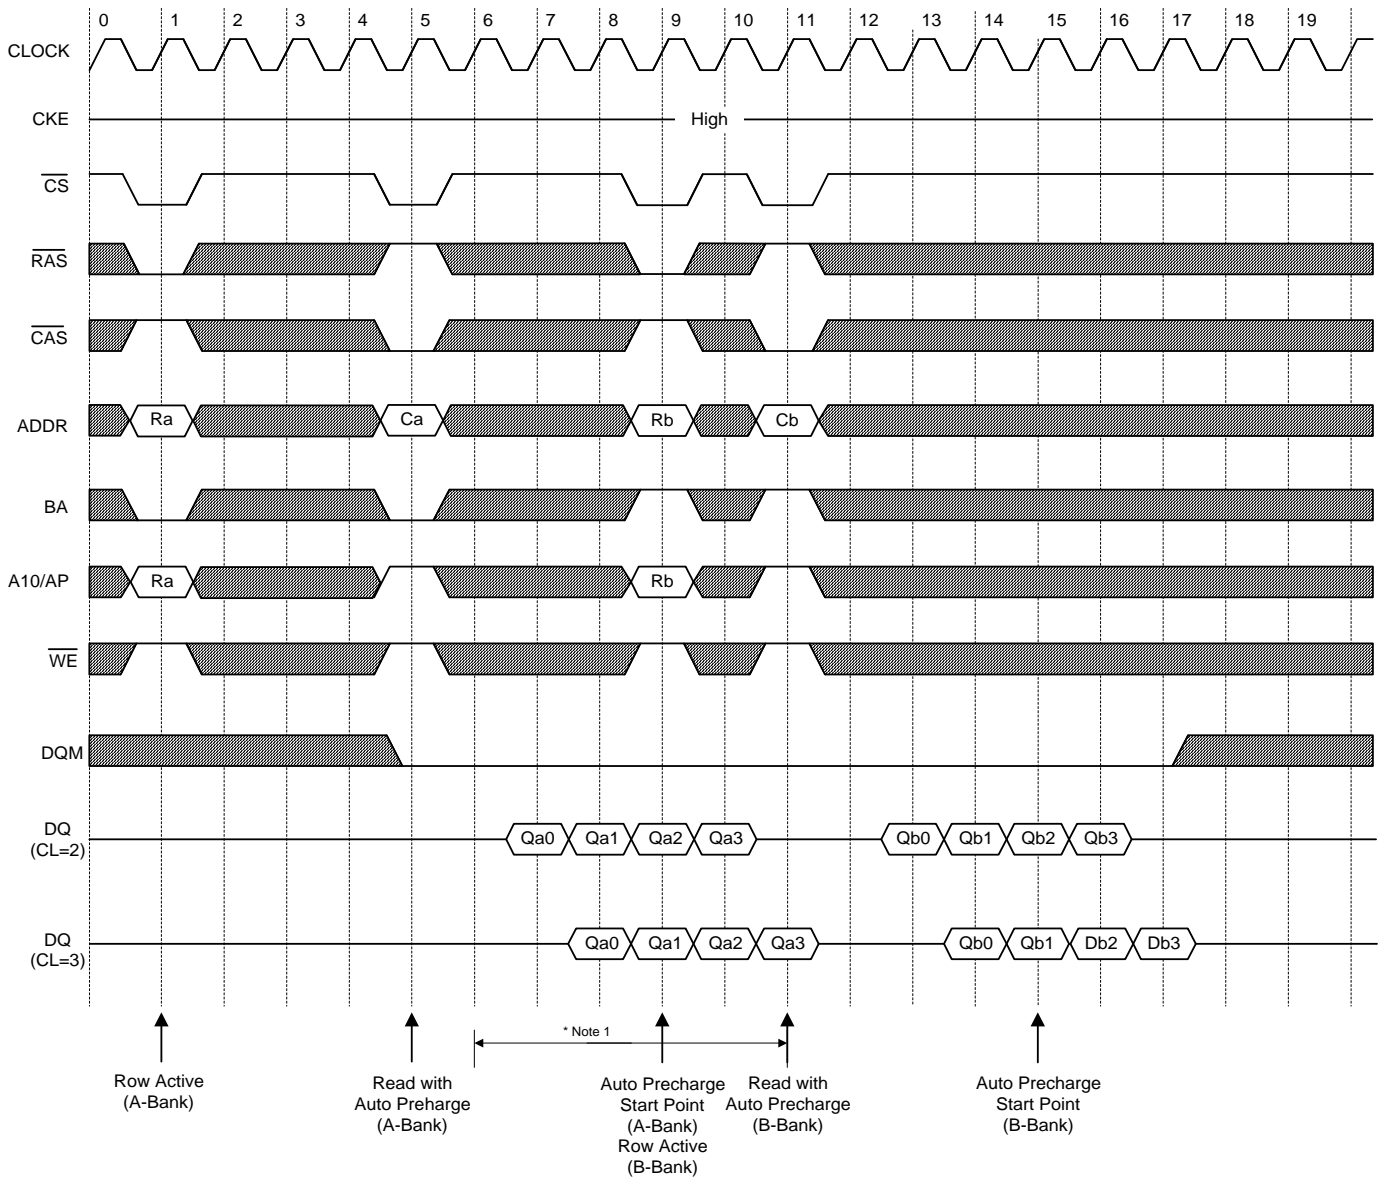 0 1 2 3 4 5 6 7 8 9 10 11 12 13 14 15 16 17 18 19
CLOCK
CKE High
CS
RAS
CAS
ADDR Ra Ca Rb Cb
BA
A10/AP Ra Rb
WE
DQM
DQ
(CL=2)
Qa0 Qa1 Qa2 Qa3 Qb0 Qb1 Qb2 Qb3
DQ
(CL=3)
Qa0 Qa1 Qa2 Qa3 Qb0 Qb1 Db2 Db3
* Note 1
Row Active
(A-Bank)
Read with
Auto Preharge
(A-Bank)
Auto Precharge
Start Point
(A-Bank)
Row Active
(B-Bank)
Read with
Auto Precharge
(B-Bank)
Auto Precharge
Start Point
(B-Bank)